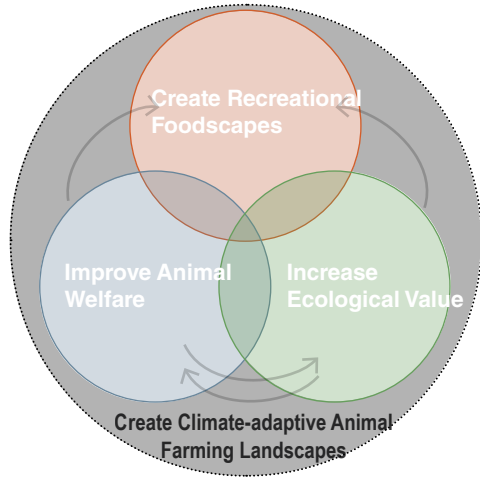 Create Recreational
Foodscapes
Improve Animal
Welfare
Increase
Ecological Value
Create Climate-adaptive Animal
Farming Landscapes